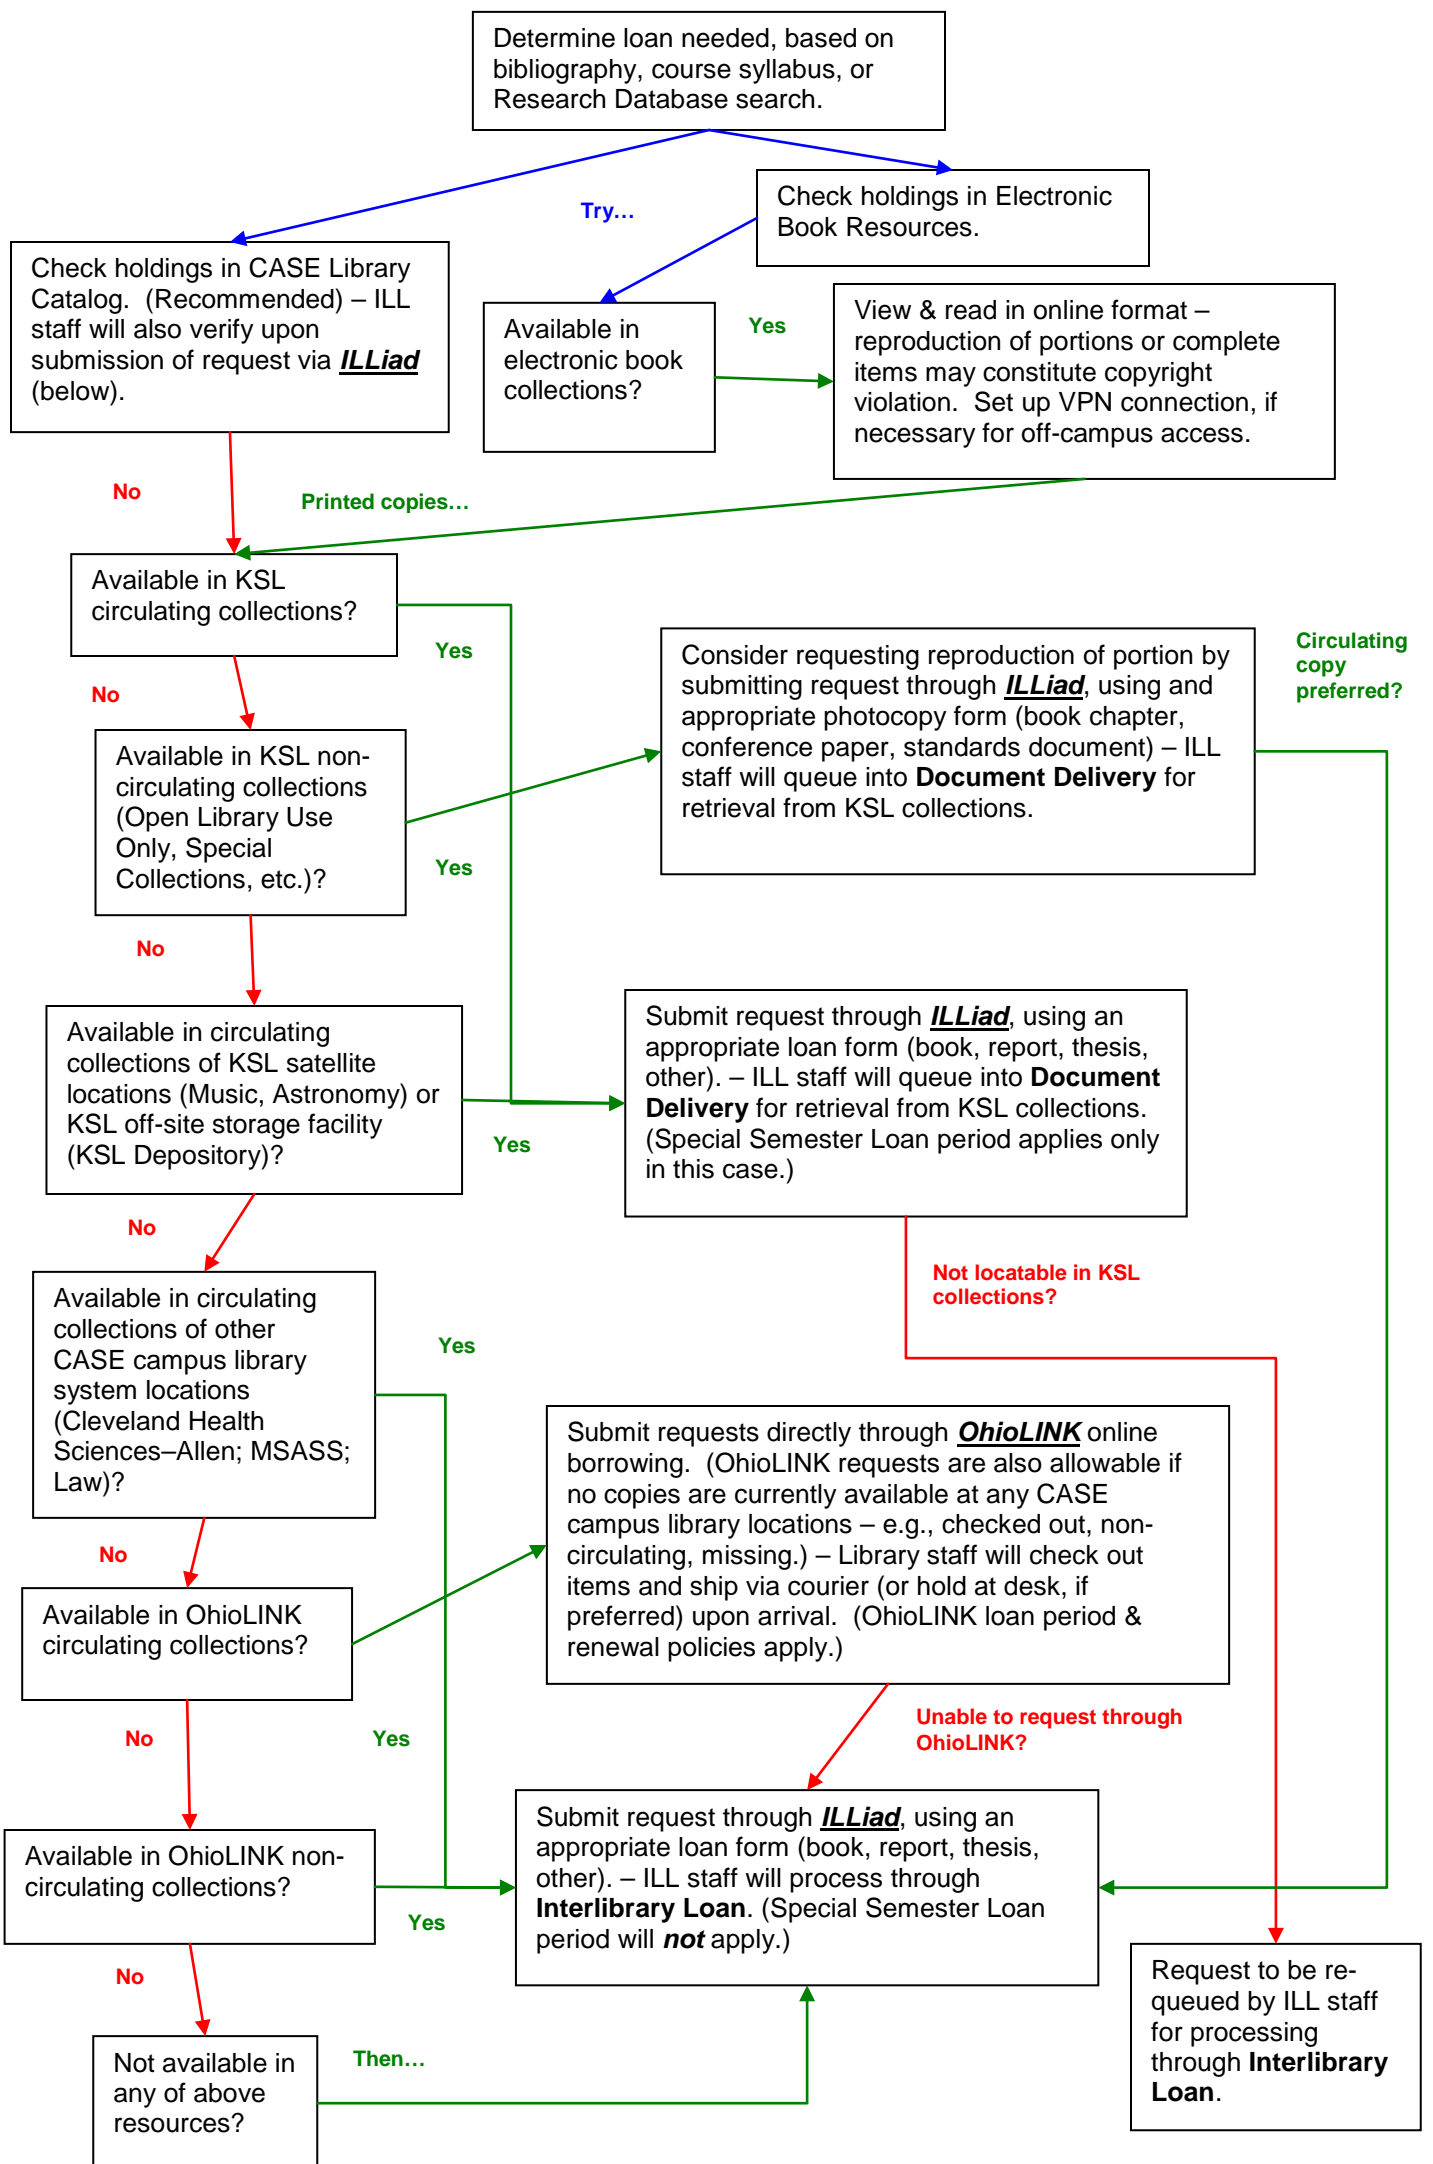 Determine loan needed, based on
bibliography, course syllabus, or
Research Database search.
Try…
Check holdings in Electronic
Book Resources.
Check holdings in CASE Library
Catalog.  (Recommended) – ILL
staff will also verify upon
submission of request via ILLiad
(below).
Available in
electronic book
collections?
Yes
View & read in online format –
reproduction of portions or complete
items may constitute copyright
violation.  Set up VPN connection, if
necessary for off-campus access.
No
Printed copies…
Available in KSL
circulating collections?
Yes
No
Consider requesting reproduction of portion by
submitting request through ILLiad, using and
appropriate photocopy form (book chapter,
conference paper, standards document) – ILL
staff will queue into Document Delivery for
retrieval from KSL collections.
Circulating
copy
preferred?
Available in KSL non-
circulating collections
(Open Library Use
Only, Special
Collections, etc.)?
Yes
No
Available in circulating
collections of KSL satellite
locations (Music, Astronomy) or
KSL off-site storage facility
(KSL Depository)?
Yes
Submit request through ILLiad, using an
appropriate loan form (book, report, thesis,
other). – ILL staff will queue into Document
Delivery for retrieval from KSL collections.
(Special Semester Loan period applies only
in this case.)
No
Not locatable in KSL
collections?
Available in circulating
collections of other
CASE campus library
system locations
(Cleveland Health
Sciences–Allen; MSASS;
Law)?
Yes
Submit requests directly through OhioLINK online
borrowing.  (OhioLINK requests are also allowable if
no copies are currently available at any CASE
campus library locations – e.g., checked out, non-
circulating, missing.) – Library staff will check out
items and ship via courier (or hold at desk, if
preferred) upon arrival.  (OhioLINK loan period &
renewal policies apply.)
No
Available in OhioLINK
circulating collections?
Yes
No
Unable to request through
OhioLINK?
Available in OhioLINK non-
circulating collections?
Yes
Submit request through ILLiad, using an
appropriate loan form (book, report, thesis,
other). – ILL staff will process through
Interlibrary Loan. (Special Semester Loan
period will not apply.)
No
Request to be re-
queued by ILL staff
for processing
through Interlibrary
Loan.
Not available in
any of above
resources?
Then…